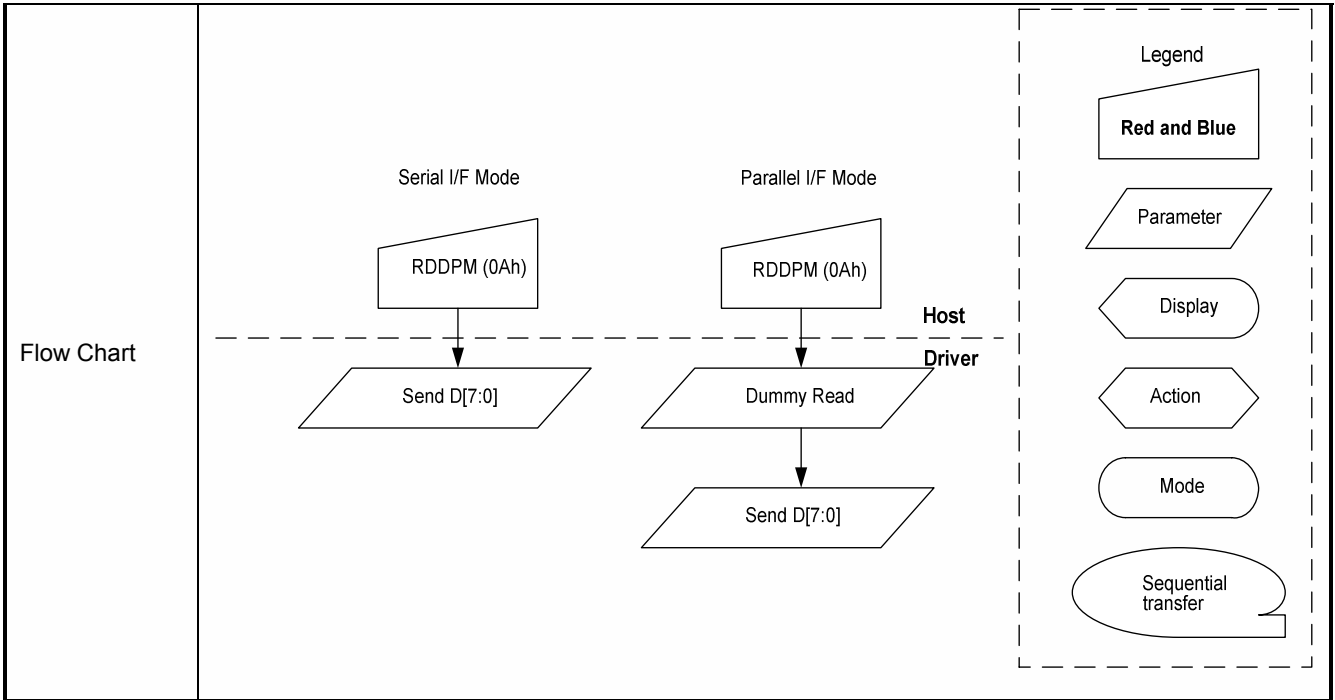 Flow Chart
Serial I/F Mode
RDDPM (0Ah)
Send D[7:0]
Parallel I/F Mode
RDDPM (0Ah)
Host
Driver
Dummy Read
Send D[7:0]
Legend
Red and Blue
Parameter
Display
Action
Mode
Sequential
transfer